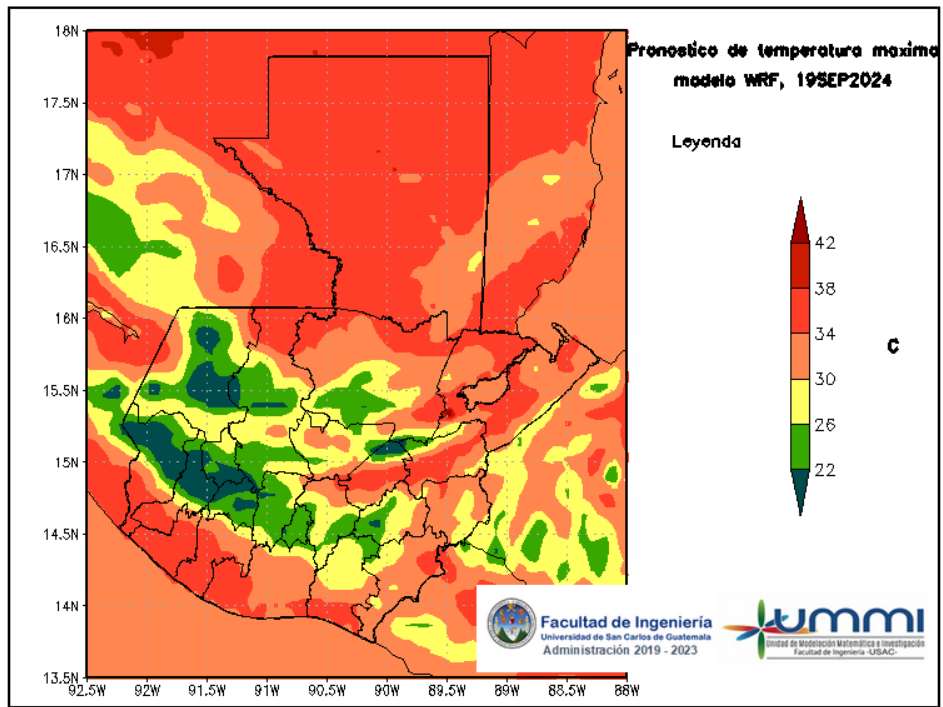 Pronostico de temperatura maxima
modelo WRF, 19SEP2024
Leyenda
42
38
34
30
26
22
C
18N
17.5N
17N
16.5N
16N
15.5N
15N
14.5N
14N
13.5N
92.5W
92W
91.5W
91W
90.5W
90W
89.5W
89W
88.5W
88W
Facultad de Ingeniería
Universidad de San Carlos de Guatemala
Administración 2019 - 2023
UMMI
Unidad de Modelación Matemática e Investigación
Facultad de Ingeniería -USAC-